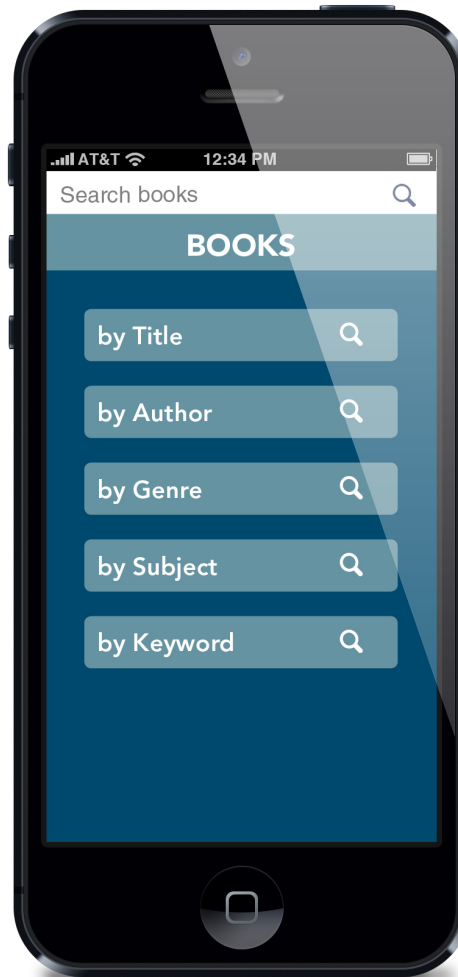 AT&T 12:34 PM
Search books
BOOKS
by Title
by Author
by Genre
by Subject
by Keyword